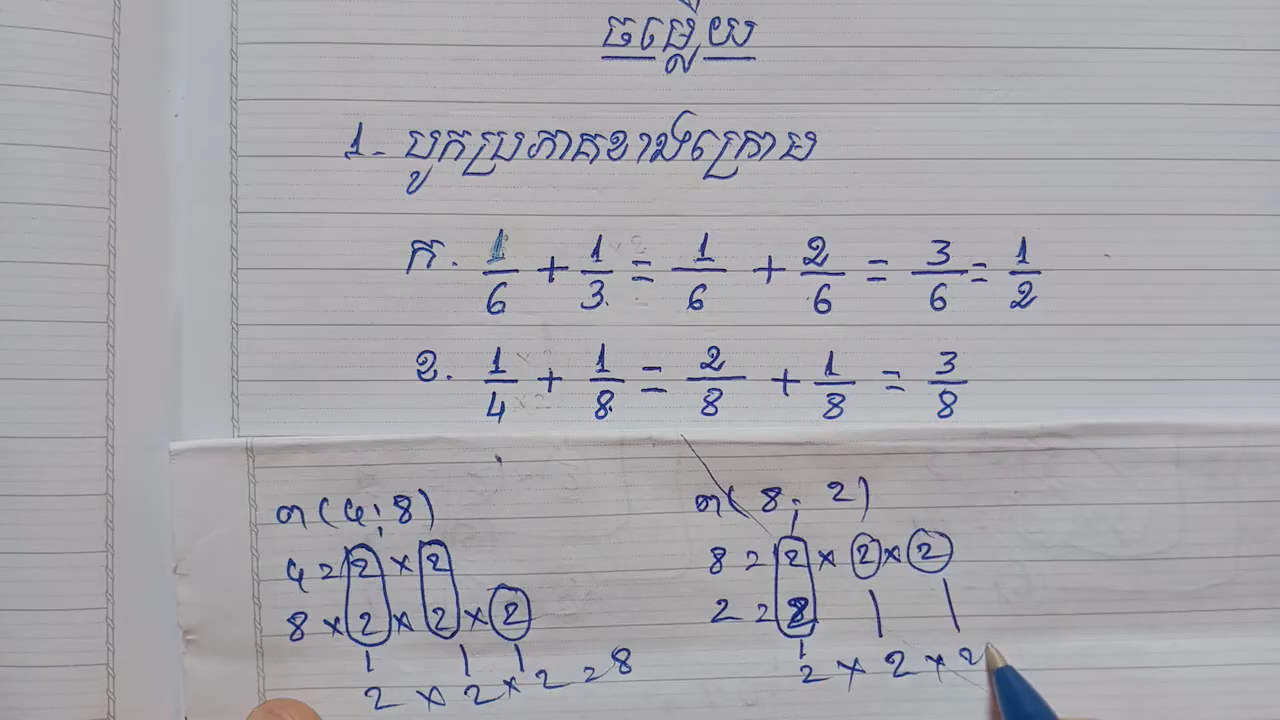 ចម្លើយ
1- បូកប្រភាគខាងក្រោម
ក. 1/6 + 1/3 = 1/6 + 2/6 = 3/6 = 1/2
ខ. 1/4 + 1/8 = 2/8 + 1/8 = 3/8
ក(4;8)
4=2×2
8×2×2×2
2×2×2=8
ក(8;2)
8=2×2×2
2=2
2×2×2